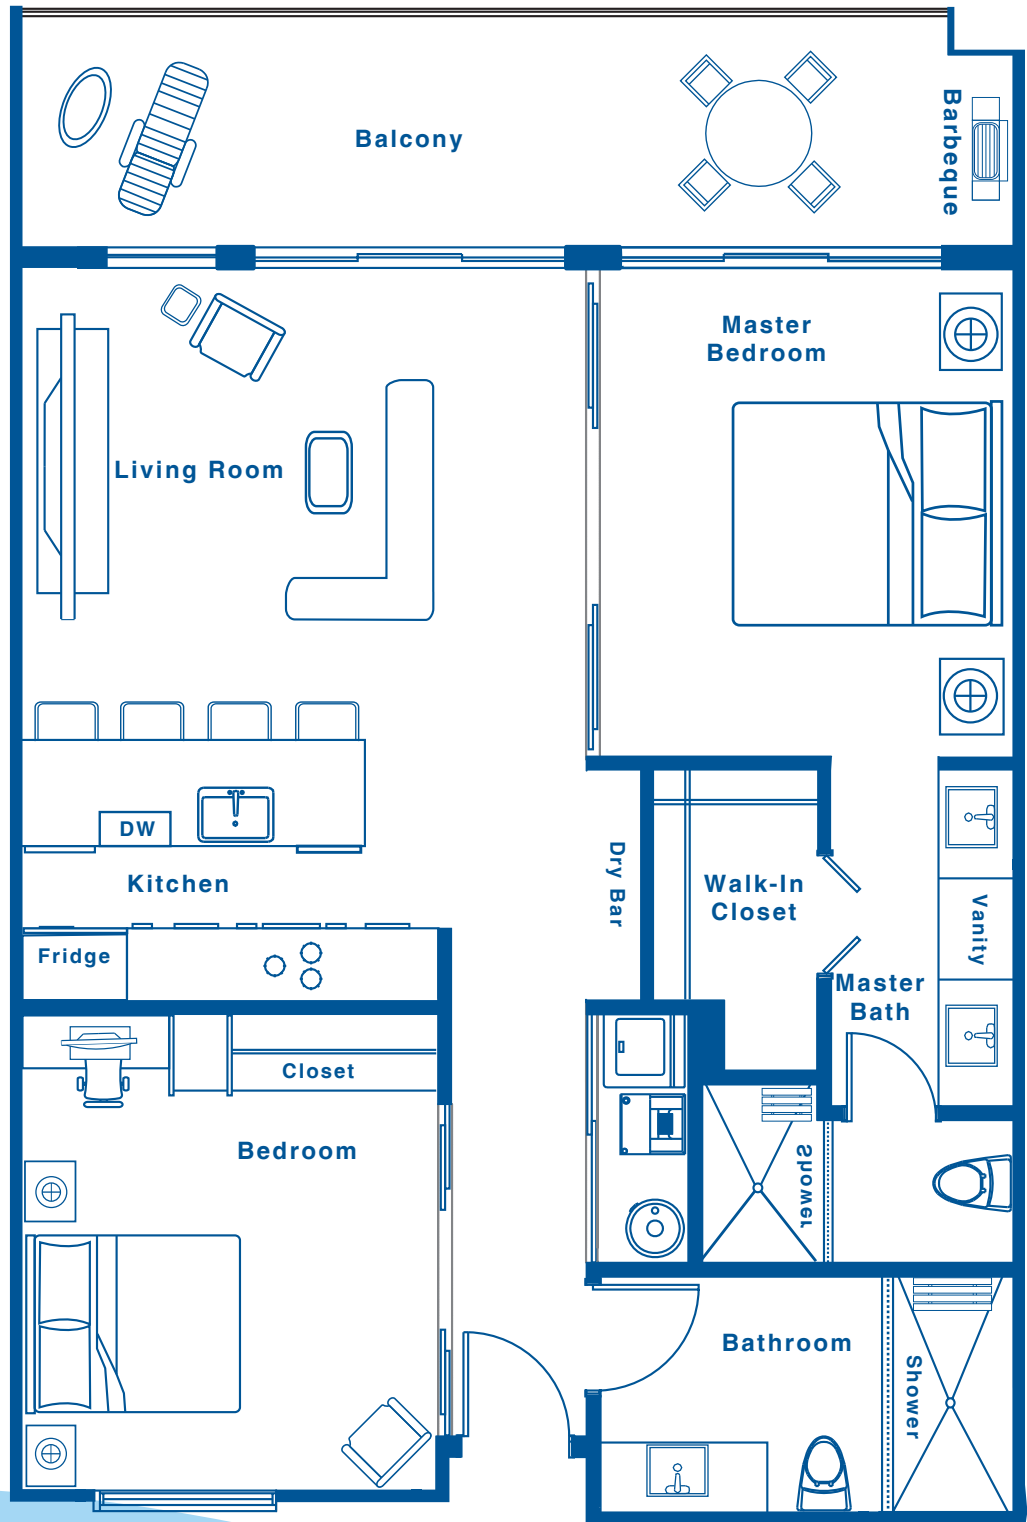 Balcony
Barbeque
Master
Bedroom
Living Room
DW
Kitchen
Dry Bar
Walk-In
Closet
Vanity
Fridge
Master
Bath
Closet
Bedroom
Shower
Bathroom
Shower